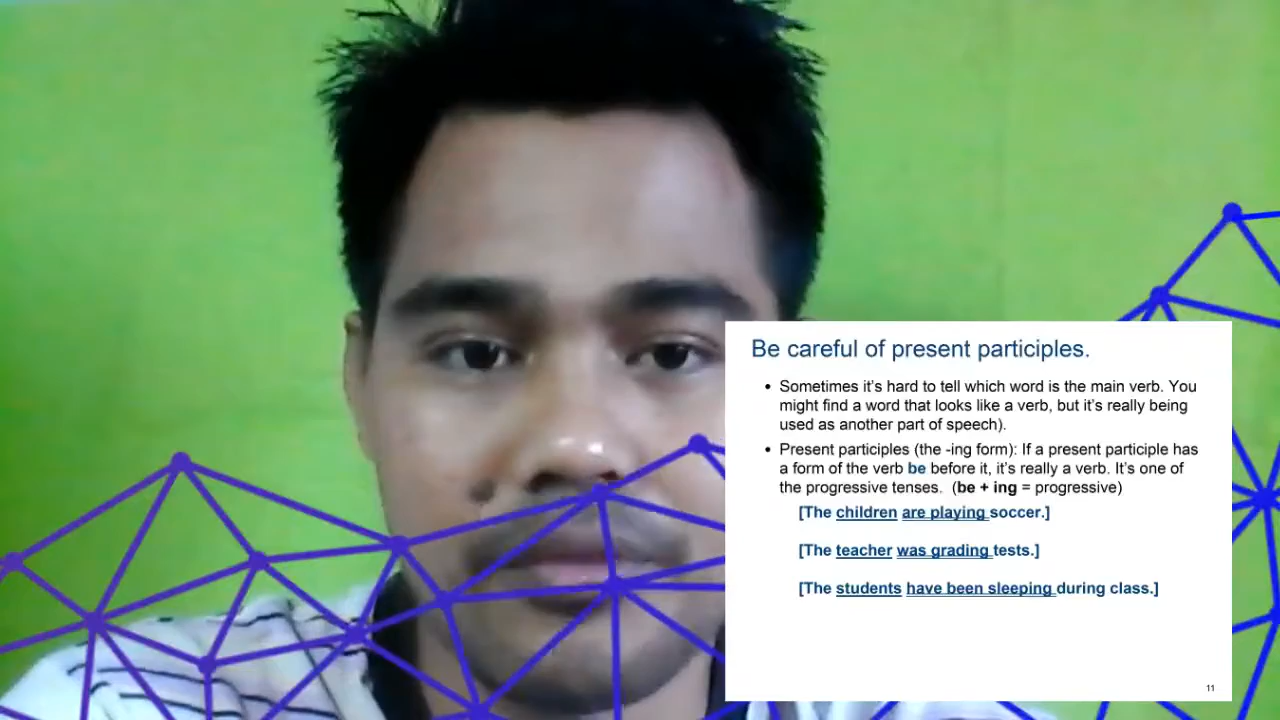 Be careful of present participles.
• Sometimes it's hard to tell which word is the main verb. You
might find a word that looks like a verb, but it's really being
used as another part of speech).
• Present participles (the -ing form): If a present participle has
a form of the verb be before it, it's really a verb. It's one of
the progressive tenses.  (be + ing = progressive)
[The children are playing soccer.]
[The teacher was grading tests.]
[The students have been sleeping during class.]
11